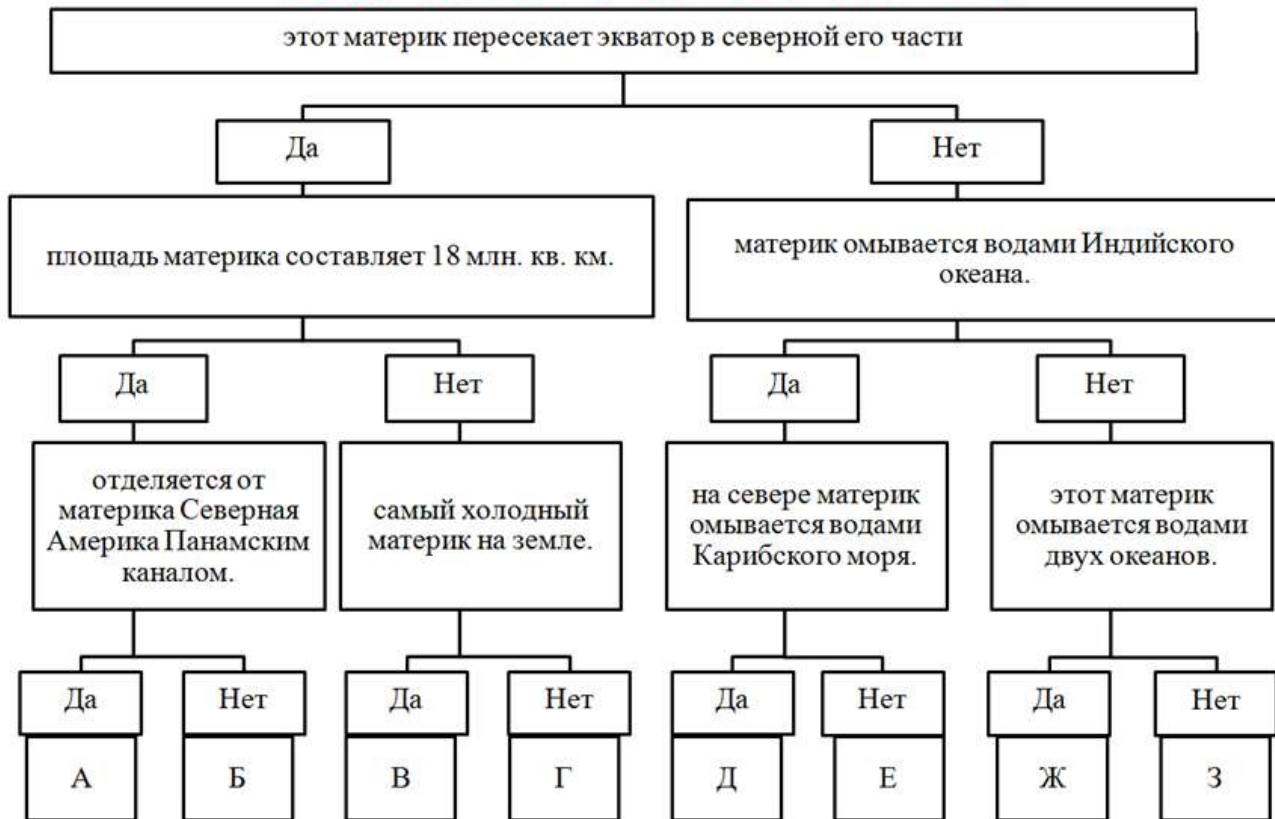 этот материк пересекает экватор в северной его части
Да
Нет
площадь материка составляет 18 млн. кв. км.
материк омывается водами Индийского
океана.
Да
Нет
Да
Нет
отделяется от
материка Северная
Америка Панамским
каналом.
самый холодный
материк на земле.
на севере материк
омывается водами
Карибского моря.
этот материк
омывается водами
двух океанов.
Да
Нет
Да
Нет
Да
Нет
Да
Нет
А
Б
В
Г
Д
Е
Ж
З